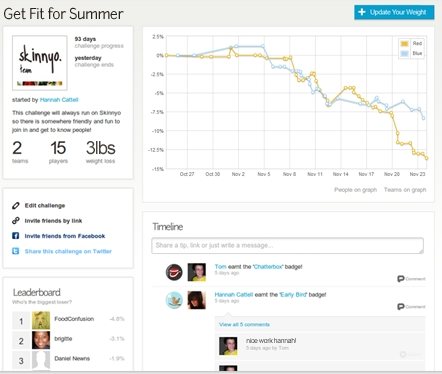 Get Fit for Summer
Update Your Weight
skinnyo.
team
93 days
challenge progress
yesterday
challenge ends
started by Hannah Cattell
This challenge will always run on Skinnyo
so there is somewhere friendly and fun to
join in and get to know people!
2
teams
15
players
3lbs
weight loss
Edit challenge
Invite friends by link
Invite friends from Facebook
Share this challenge on Twitter
Leaderboard
Who's the biggest loser?
1 FoodConfusion -4.8%
2 brigitte -3.1%
3 Daniel Newns -1.9%
2.5%
0%
-2.5%
-5%
-7.5%
-10%
-12.5%
-15%
Red
Blue
Oct 27 Oct 30 Nov 2 Nov 5 Nov 8 Nov 11 Nov 14 Nov 17 Nov 20 Nov 23
People on graph Teams on graph
Timeline
Share a tip, link or just write a message...
Tom earnt the "Chatterbox" badge!
5 days ago
Comment
Hannah Cattell earnt the "Early Bird" badge!
5 days ago
Comment
View all 5 comments
nice work hannah!
5 days ago by Tom